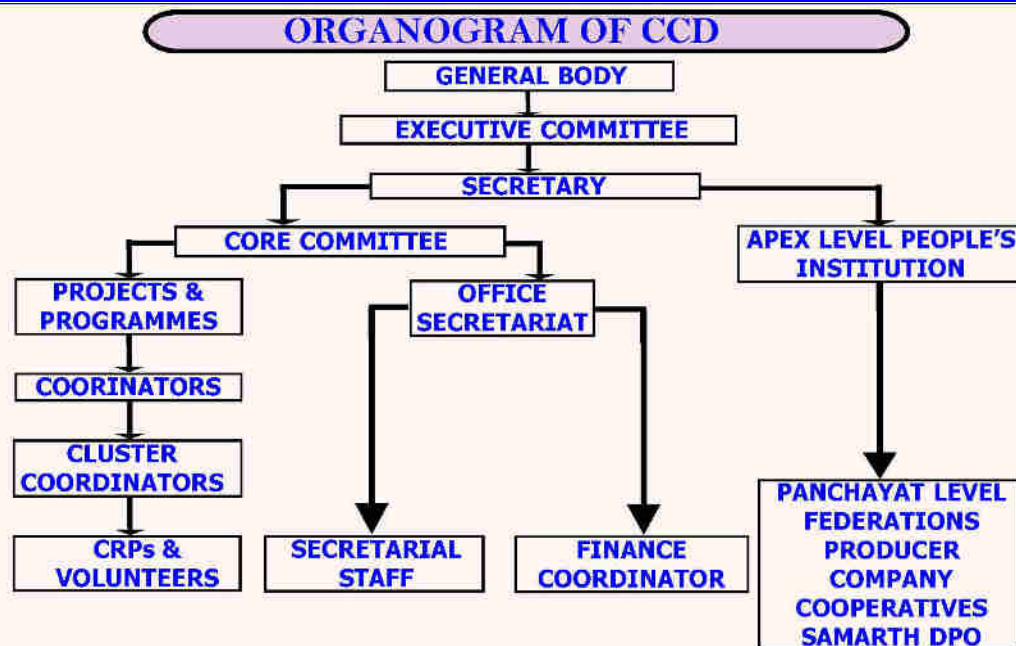 ORGANOGRAM OF CCD
GENERAL BODY
EXECUTIVE COMMITTEE
SECRETARY
CORE COMMITTEE
APEX LEVEL PEOPLE'S
INSTITUTION
PROJECTS &
PROGRAMMES
OFFICE
SECRETARIAT
COORINATORS
CLUSTER
COORDINATORS
CRPs &
VOLUNTEERS
SECRETARIAL
STAFF
FINANCE
COORDINATOR
PANCHAYAT LEVEL
FEDERATIONS
PRODUCER
COMPANY
COOPERATIVES
SAMARTH DPO